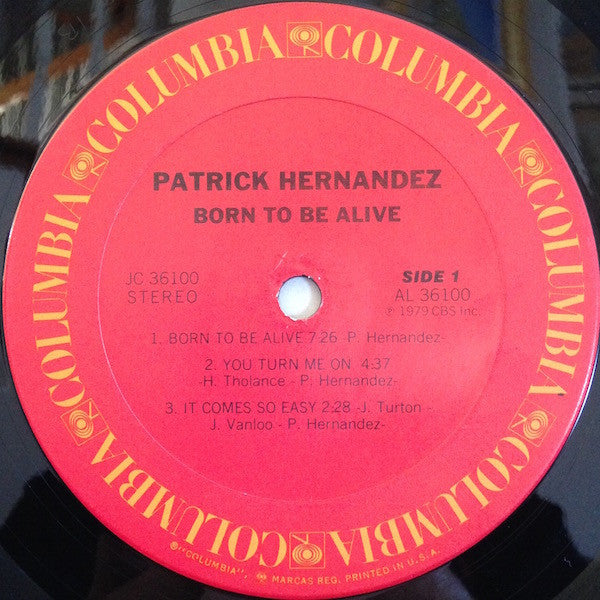 COLUMBIA COLUMBIA COLUMBIA COLUMBIA COLUMBIA COLUMBIA
PATRICK HERNANDEZ
BORN TO BE ALIVE
JC 36100
STEREO
SIDE 1
AL 36100
℗ 1979 CBS Inc.
1. BORN TO BE ALIVE 7:26 -P. Hernandez-
2. YOU TURN ME ON 4:37
-H. Tholance - P. Hernandez-
3. IT COMES SO EASY 2:28 -J. Turton -
J. Vanloo - P. Hernandez-
®"COLUMBIA", MARCAS REG. PRINTED IN U.S.A.